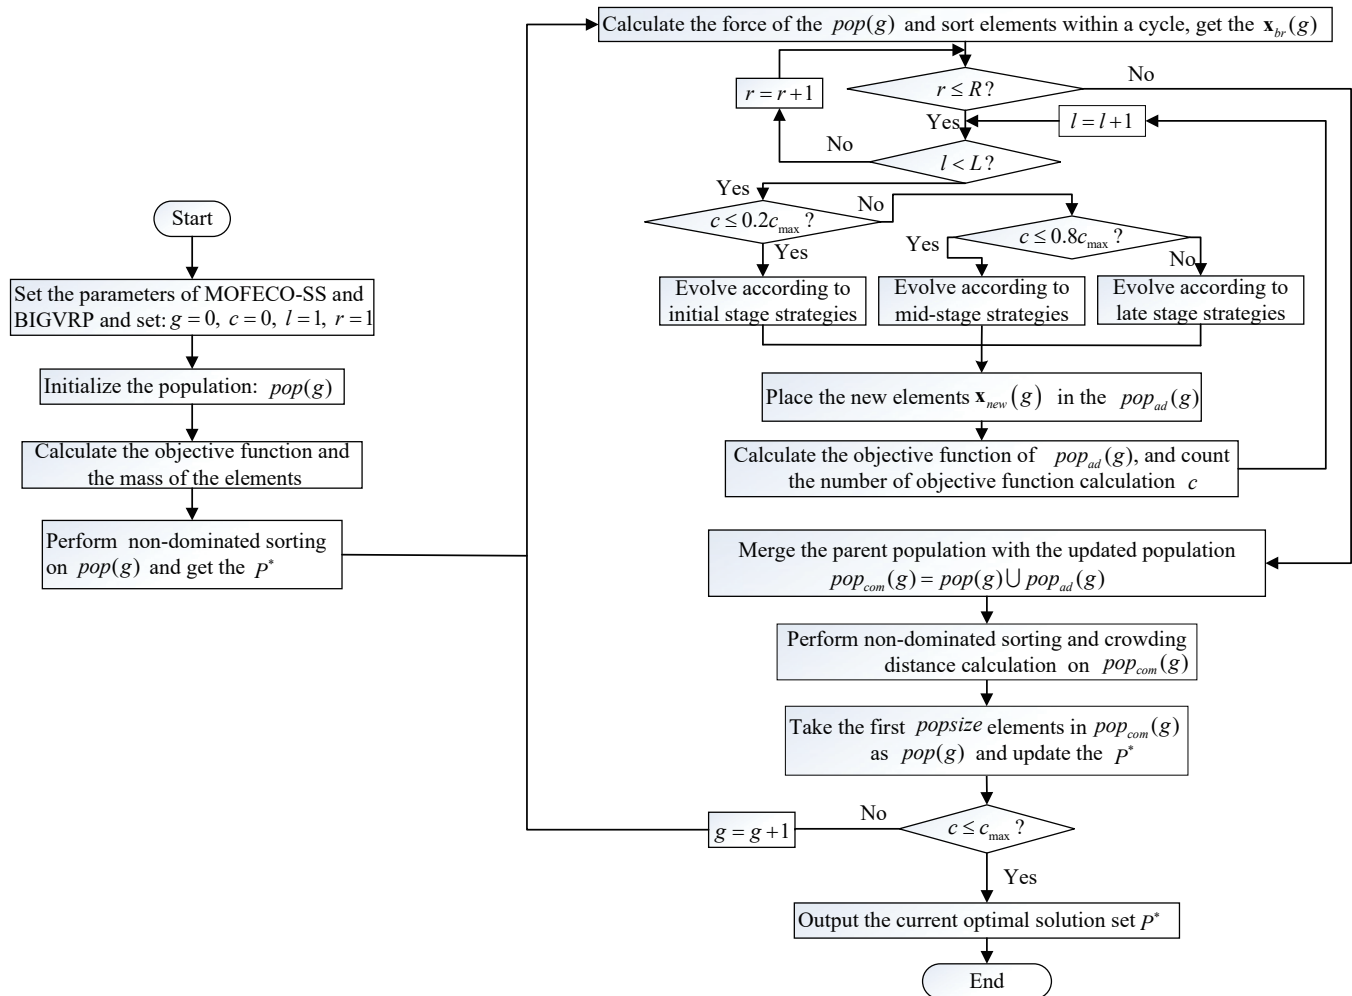 Start
Set the parameters of MOFECO-SS and
BIGVRP and set: g = 0, c = 0, l = 1, r = 1
Initialize the population: pop(g)
Calculate the objective function and
the mass of the elements
Perform non-dominated sorting
on pop(g) and get the P*
Calculate the force of the pop(g) and sort elements within a cycle, get the x_br(g)
r ≤ R?
No
r = r+1
Yes
l = l+1
l < L?
No
Yes
c ≤ 0.2c_max ?
No
Yes
c ≤ 0.8c_max ?
Yes
No
Evolve according to
initial stage strategies
Evolve according to
mid-stage strategies
Evolve according to
late stage strategies
Place the new elements x_new(g) in the pop_ad(g)
Calculate the objective function of pop_ad(g), and count
the number of objective function calculation c
Merge the parent population with the updated population
pop_com(g) = pop(g) ∪ pop_ad(g)
Perform non-dominated sorting and crowding
distance calculation on pop_com(g)
Take the first popsize elements in pop_com(g)
as pop(g) and update the P*
c ≤ c_max ?
No
g = g+1
Yes
Output the current optimal solution set P*
End